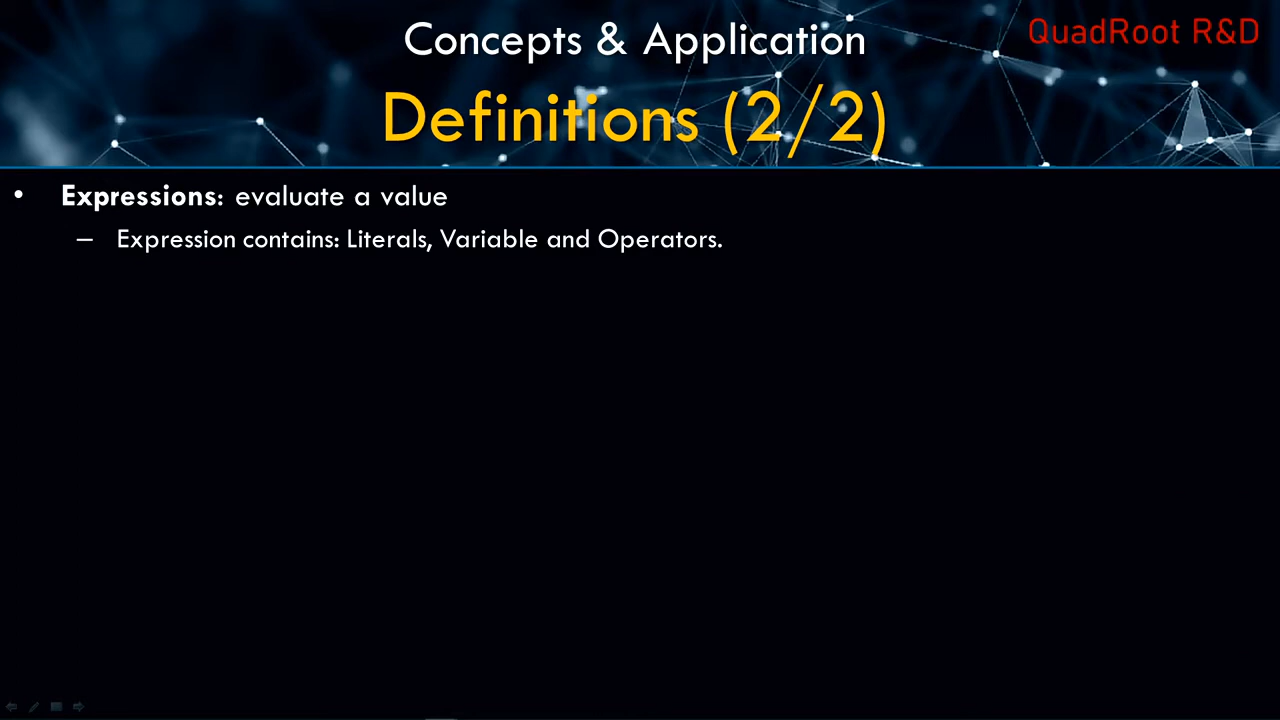 Concepts & Application
QuadRoot R&D
Definitions (2/2)
• Expressions: evaluate a value
– Expression contains: Literals, Variable and Operators.